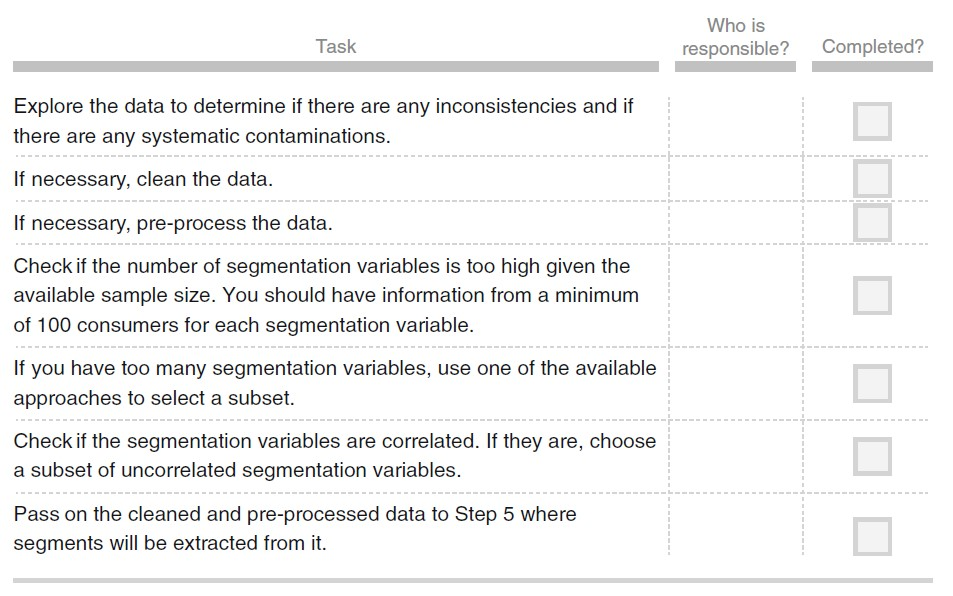 Task
Who is
responsible?
Completed?
Explore the data to determine if there are any inconsistencies and if
there are any systematic contaminations.
If necessary, clean the data.
If necessary, pre-process the data.
Check if the number of segmentation variables is too high given the
available sample size. You should have information from a minimum
of 100 consumers for each segmentation variable.
If you have too many segmentation variables, use one of the available
approaches to select a subset.
Check if the segmentation variables are correlated. If they are, choose
a subset of uncorrelated segmentation variables.
Pass on the cleaned and pre-processed data to Step 5 where
segments will be extracted from it.